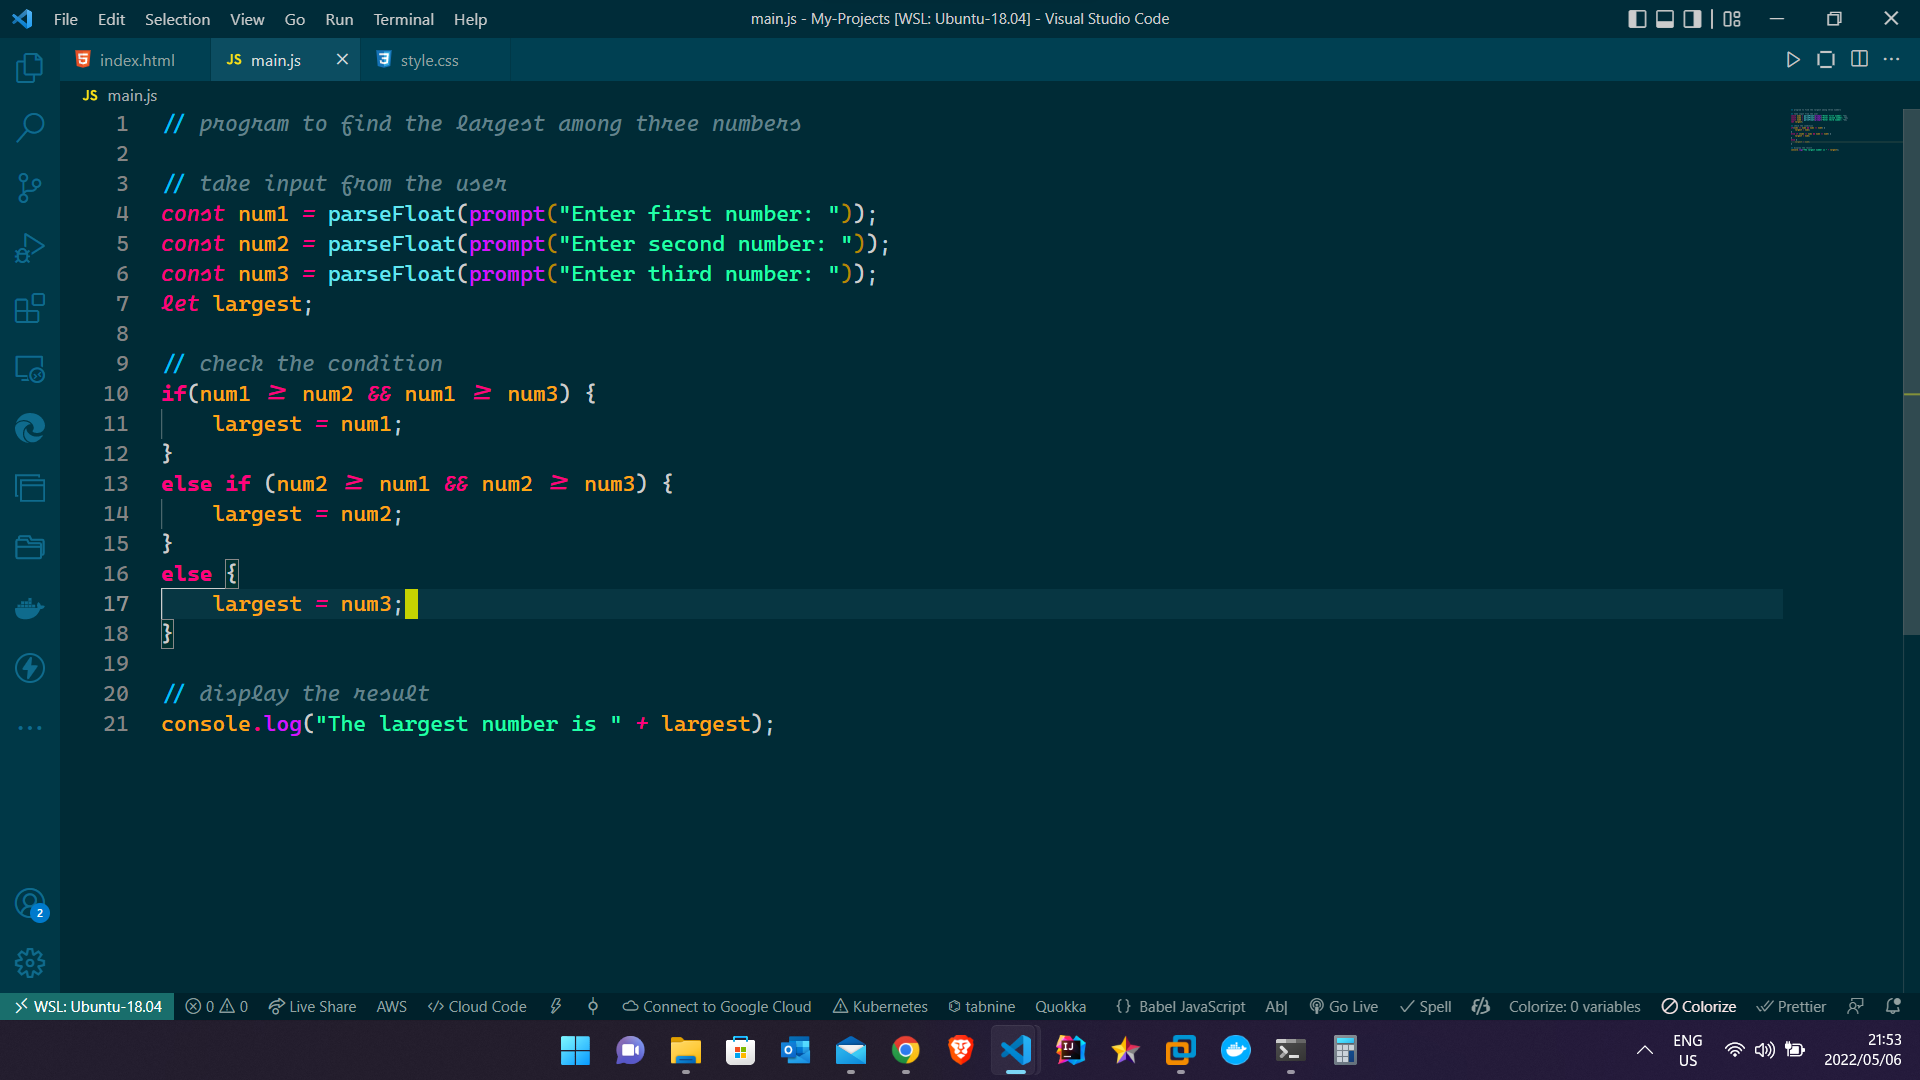 File Edit Selection View Go Run Terminal Help
main.js - My-Projects [WSL: Ubuntu-18.04] - Visual Studio Code
index.html
JS main.js
style.css
JS main.js
1 // program to find the largest among three numbers
2
3 // take input from the user
4 const num1 = parseFloat(prompt("Enter first number: "));
5 const num2 = parseFloat(prompt("Enter second number: "));
6 const num3 = parseFloat(prompt("Enter third number: "));
7 let largest;
8
9 // check the condition
10 if(num1 ≥ num2 && num1 ≥ num3) {
11 largest = num1;
12 }
13 else if (num2 ≥ num1 && num2 ≥ num3) {
14 largest = num2;
15 }
16 else {
17 largest = num3;
18 }
19
20 // display the result
21 console.log("The largest number is " + largest);
2
WSL: Ubuntu-18.04 0 0 Live Share AWS Cloud Code Connect to Google Cloud Kubernetes tabnine Quokka {} Babel JavaScript Ab| Go Live Spell Colorize: 0 variables Colorize Prettier
ENG
US
21:53
2022/05/06